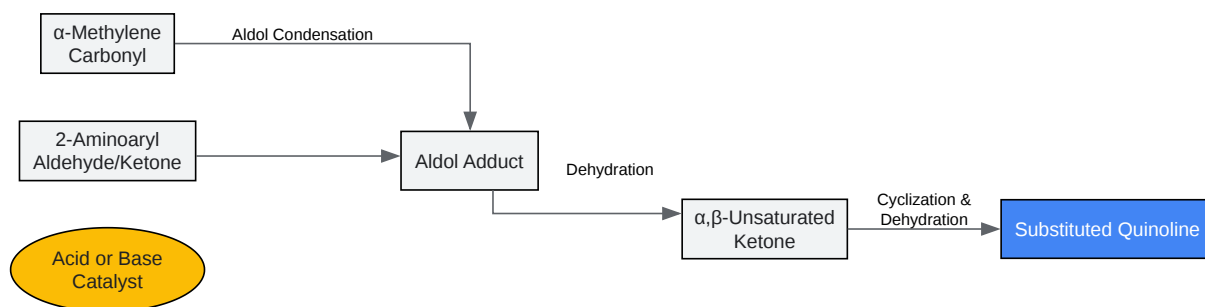 α-Methylene
Carbonyl
Aldol Condensation
2-Aminoaryl
Aldehyde/Ketone
Aldol Adduct
Dehydration
α,β-Unsaturated
Ketone
Cyclization &
Dehydration
Substituted Quinoline
Acid or Base
Catalyst